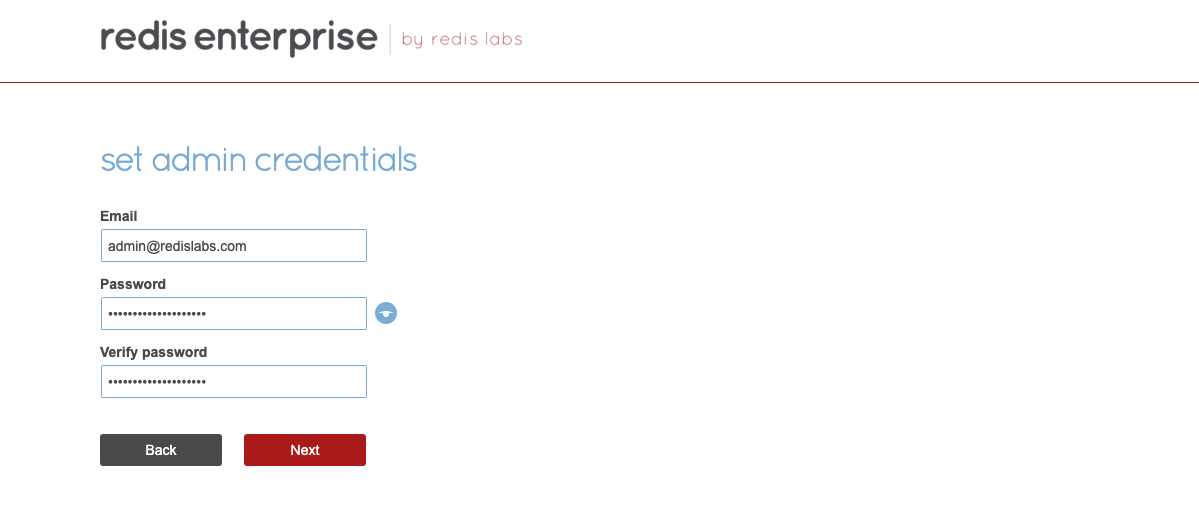 redis enterprise by redis labs
set admin credentials
Email
admin@redislabs.com
Password
••••••••••••••••••••
Verify password
••••••••••••••••••••
Back Next